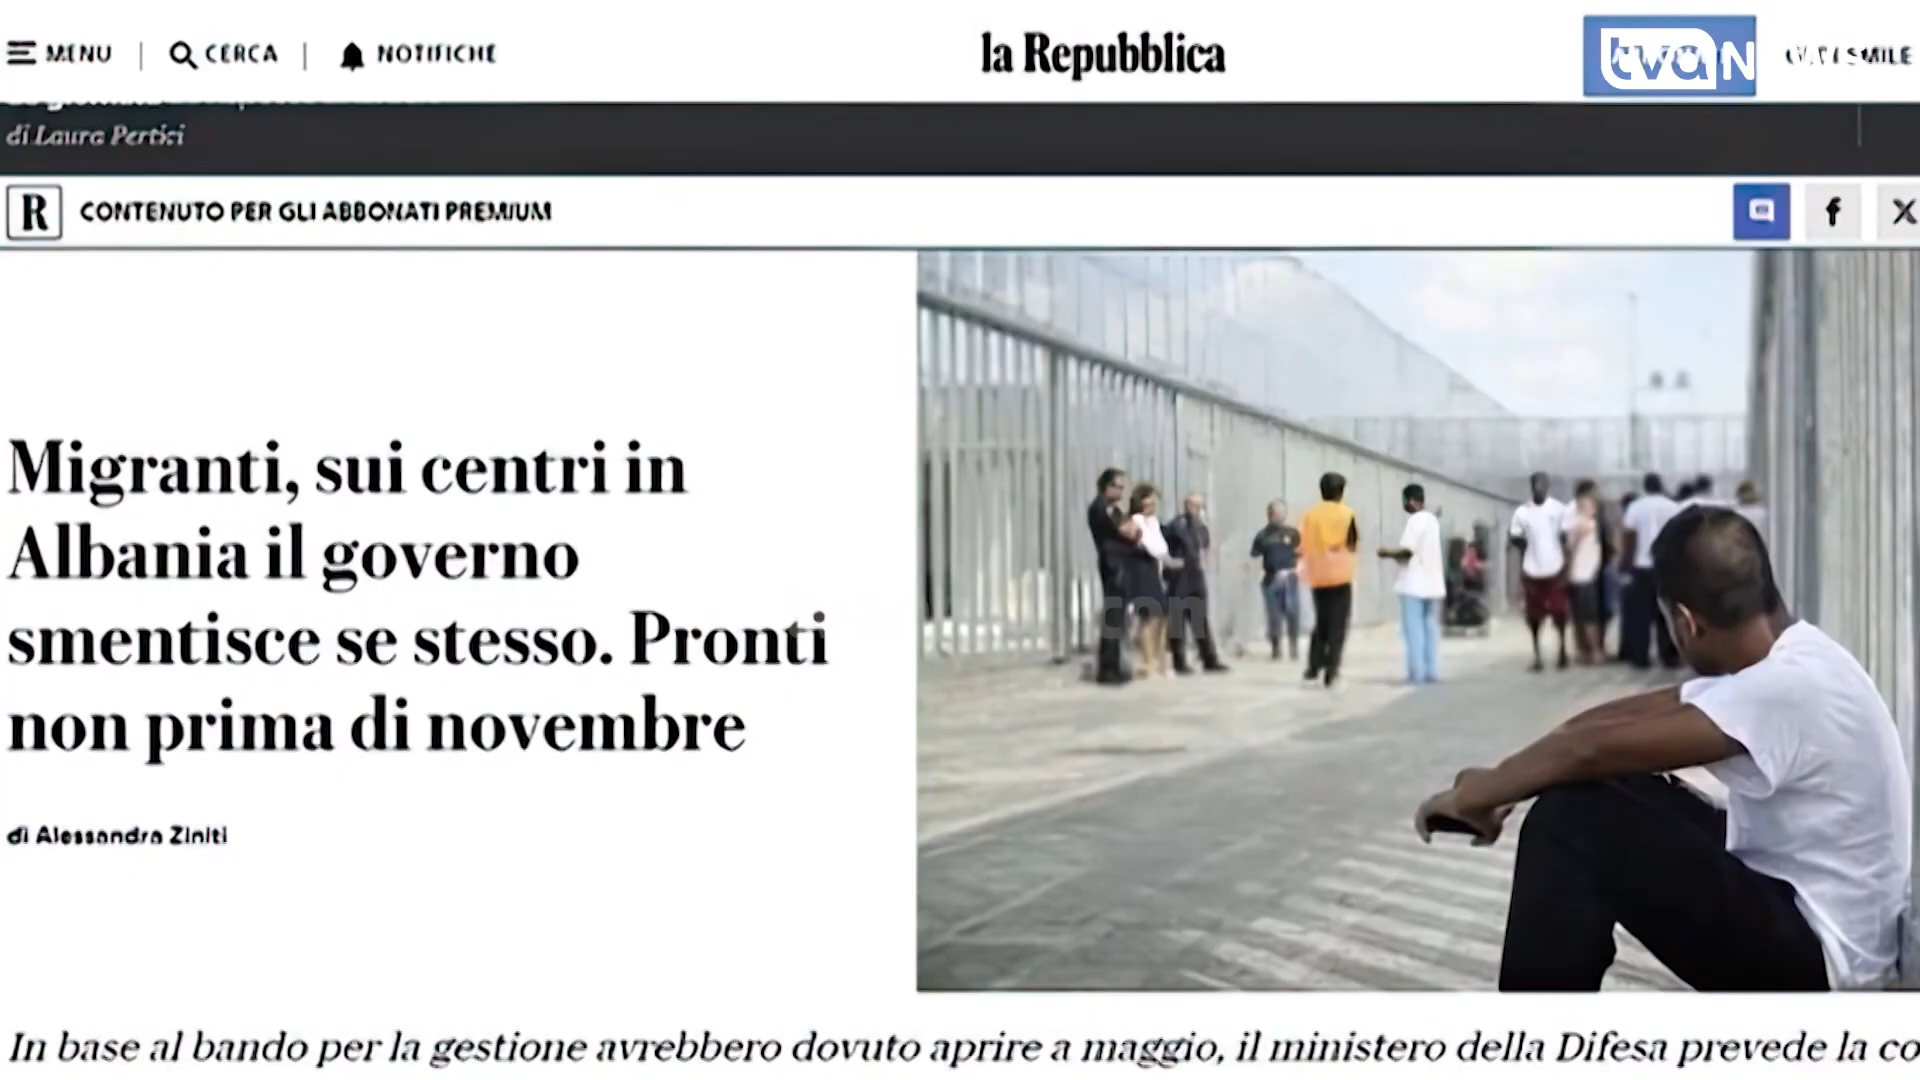 MENU
CERCA
NOTIFICHE
la Repubblica
tvaN
di Laura Pertici
R
CONTENUTO PER GLI ABBONATI PREMIUM
Migranti, sui centri in
Albania il governo
smentisce se stesso. Pronti
non prima di novembre
di Alessandra Ziniti
In base al bando per la gestione avrebbero dovuto aprire a maggio, il ministero della Difesa prevede la co